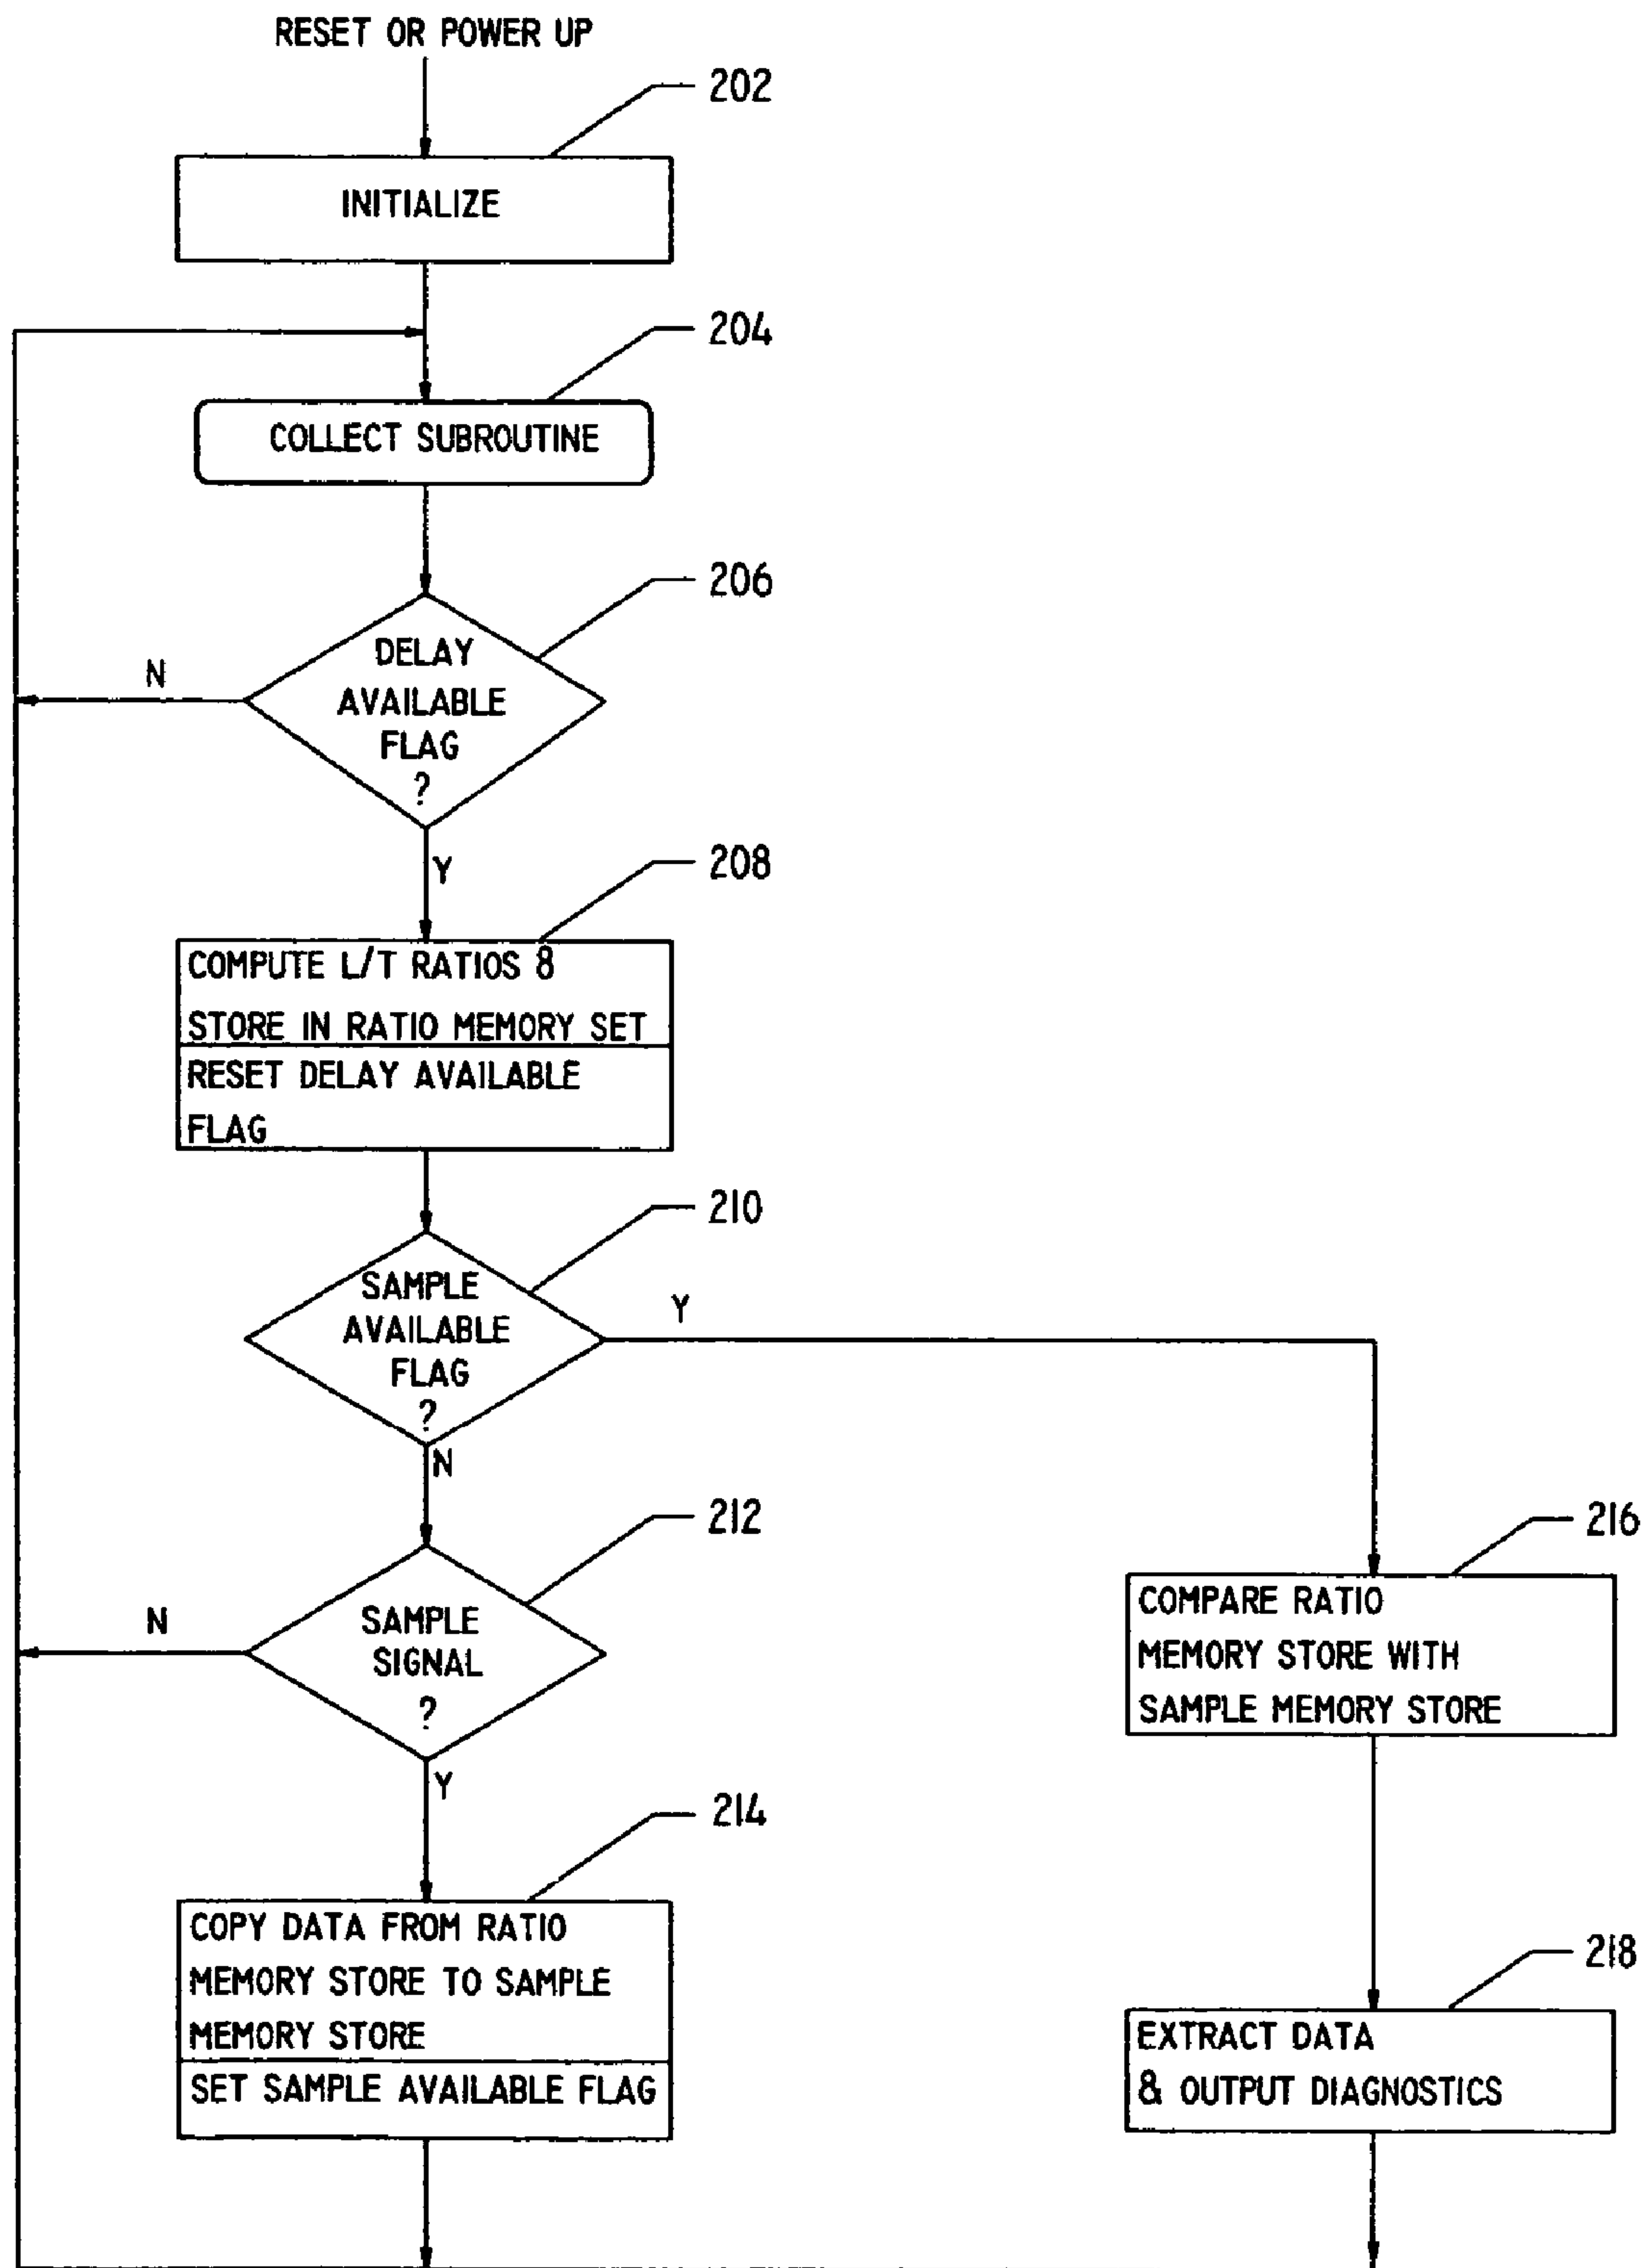 RESET OR POWER UP
202
INITIALIZE
204
COLLECT SUBROUTINE
206
DELAY
AVAILABLE
FLAG
?
N
Y
208
COMPUTE L/T RATIOS 8
STORE IN RATIO MEMORY SET
RESET DELAY AVAILABLE
FLAG
210
SAMPLE
AVAILABLE
FLAG
?
Y
N
212
SAMPLE
SIGNAL
?
N
Y
214
COPY DATA FROM RATIO
MEMORY STORE TO SAMPLE
MEMORY STORE
SET SAMPLE AVAILABLE FLAG
216
COMPARE RATIO
MEMORY STORE WITH
SAMPLE MEMORY STORE
218
EXTRACT DATA
& OUTPUT DIAGNOSTICS